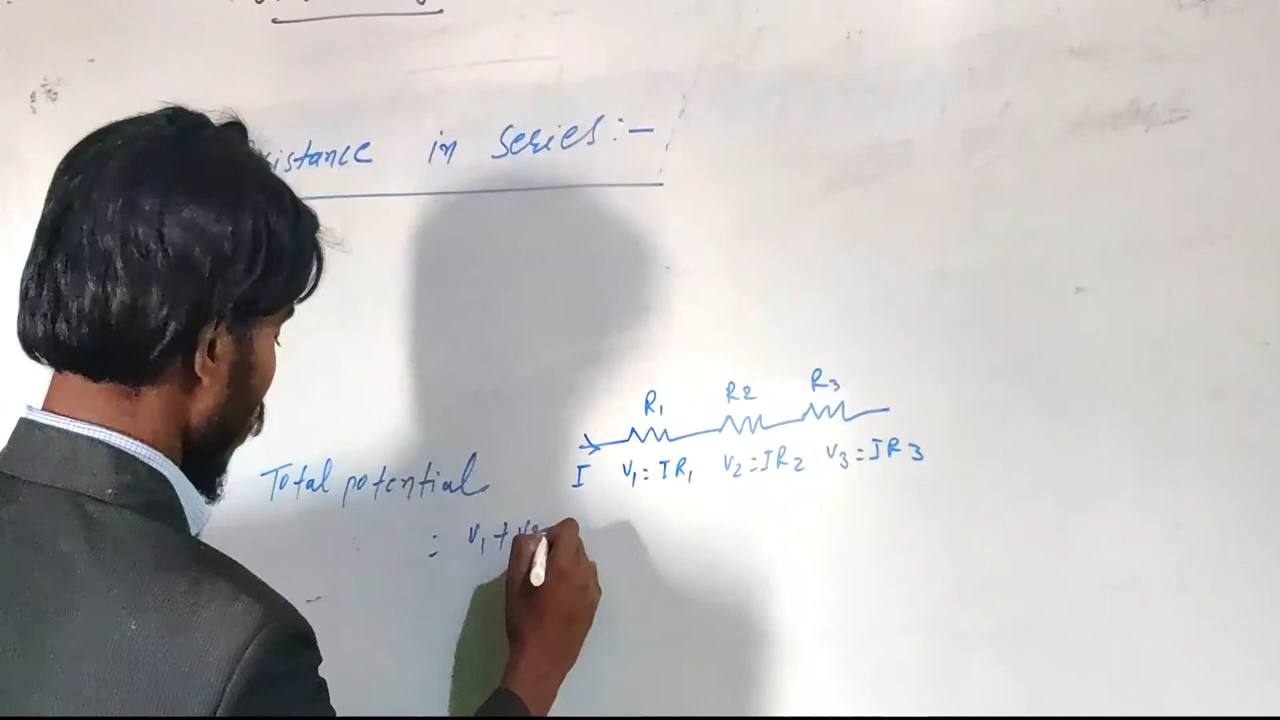 istance in series:-
R1 R2 R3
I V1=IR1 V2=IR2 V3=IR3
Total potential
= V1+V2